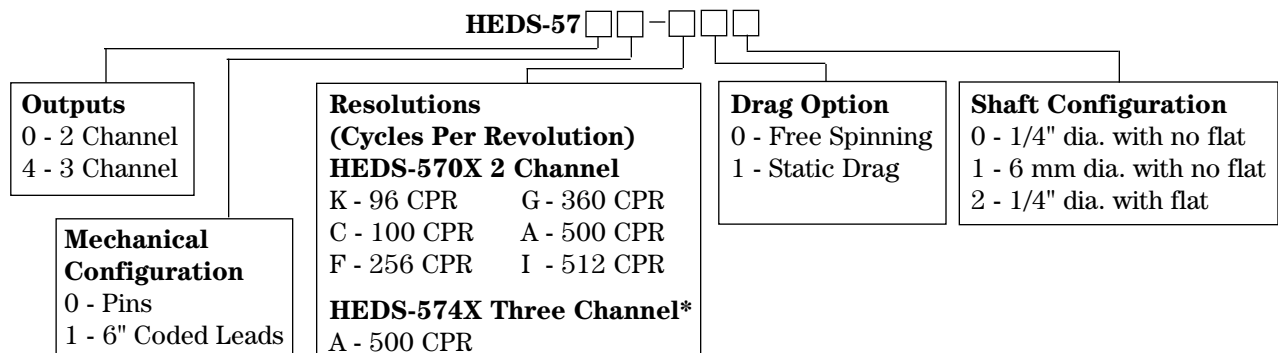 HEDS-57 –
Outputs
0 - 2 Channel
4 - 3 Channel
Mechanical
Configuration
0 - Pins
1 - 6" Coded Leads
Resolutions
(Cycles Per Revolution)
HEDS-570X 2 Channel
K - 96 CPR G - 360 CPR
C - 100 CPR A - 500 CPR
F - 256 CPR I - 512 CPR
HEDS-574X Three Channel*
A - 500 CPR
Drag Option
0 - Free Spinning
1 - Static Drag
Shaft Configuration
0 - 1/4" dia. with no flat
1 - 6 mm dia. with no flat
2 - 1/4" dia. with flat